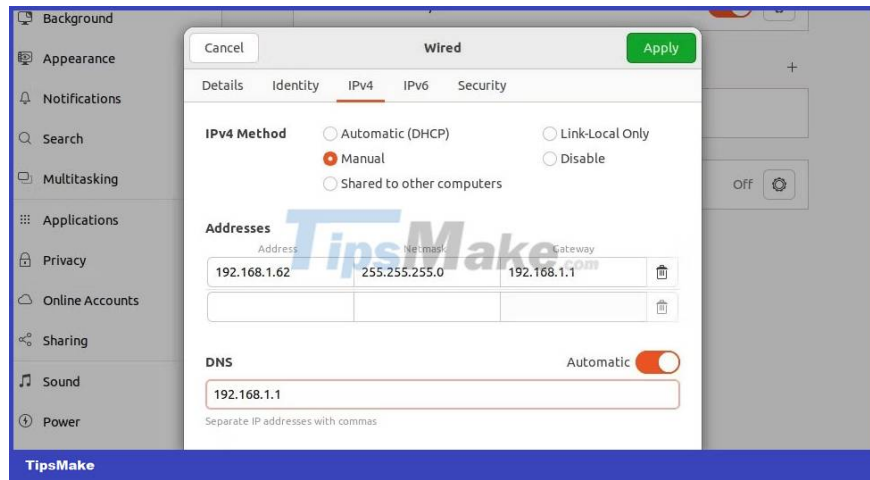 Background
Appearance
Notifications
Search
Multitasking
Applications
Privacy
Online Accounts
Sharing
Sound
Power
Cancel Wired Apply
Details Identity IPv4 IPv6 Security
IPv4 Method Automatic (DHCP) Link-Local Only
Manual Disable
Shared to other computers
Off
Addresses
TipsMake.com
Address Netmask Gateway
192.168.1.62 255.255.255.0 192.168.1.1
DNS Automatic
192.168.1.1
Separate IP addresses with commas
TipsMake